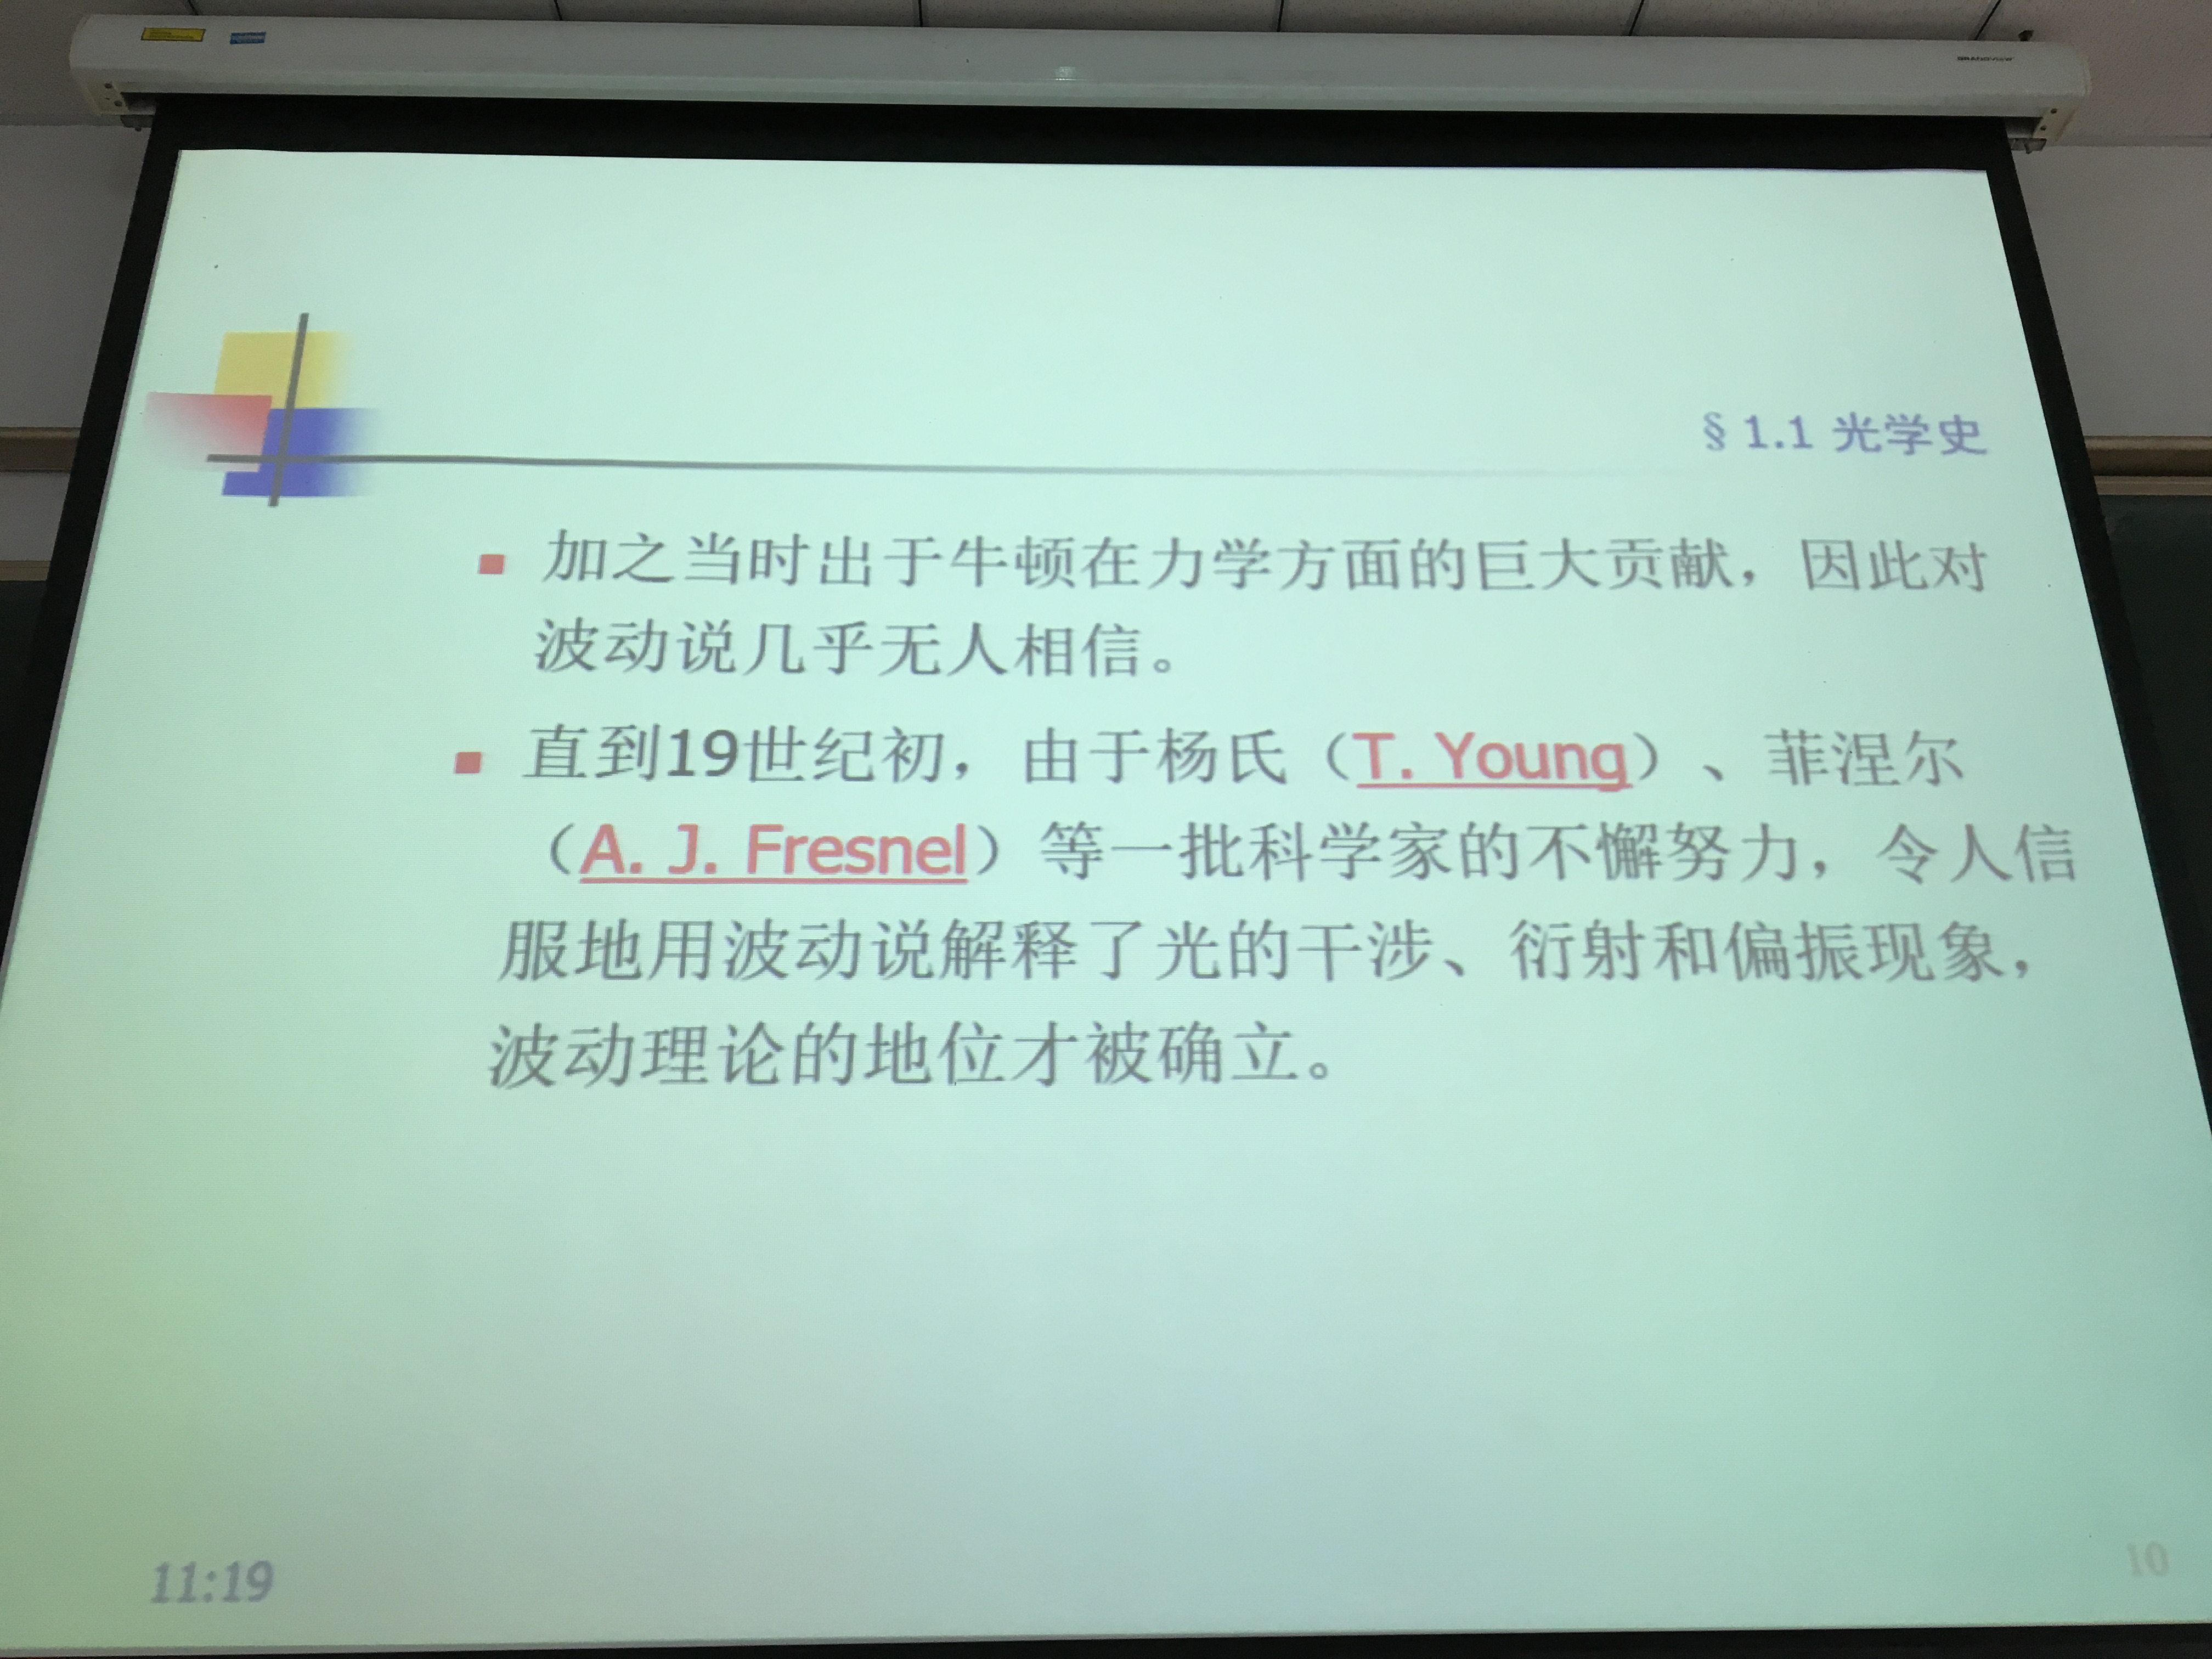 § 1.1 光学史
加之当时出于牛顿在力学方面的巨大贡献，因此对
波动说几乎无人相信。
直到19世纪初，由于杨氏（T. Young）、菲涅尔
（A. J. Fresnel）等一批科学家的不懈努力，令人信
服地用波动说解释了光的干涉、衍射和偏振现象，
波动理论的地位才被确立。
11:19
10